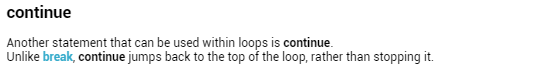 continue
Another statement that can be used within loops is continue.
Unlike break, continue jumps back to the top of the loop, rather than stopping it.